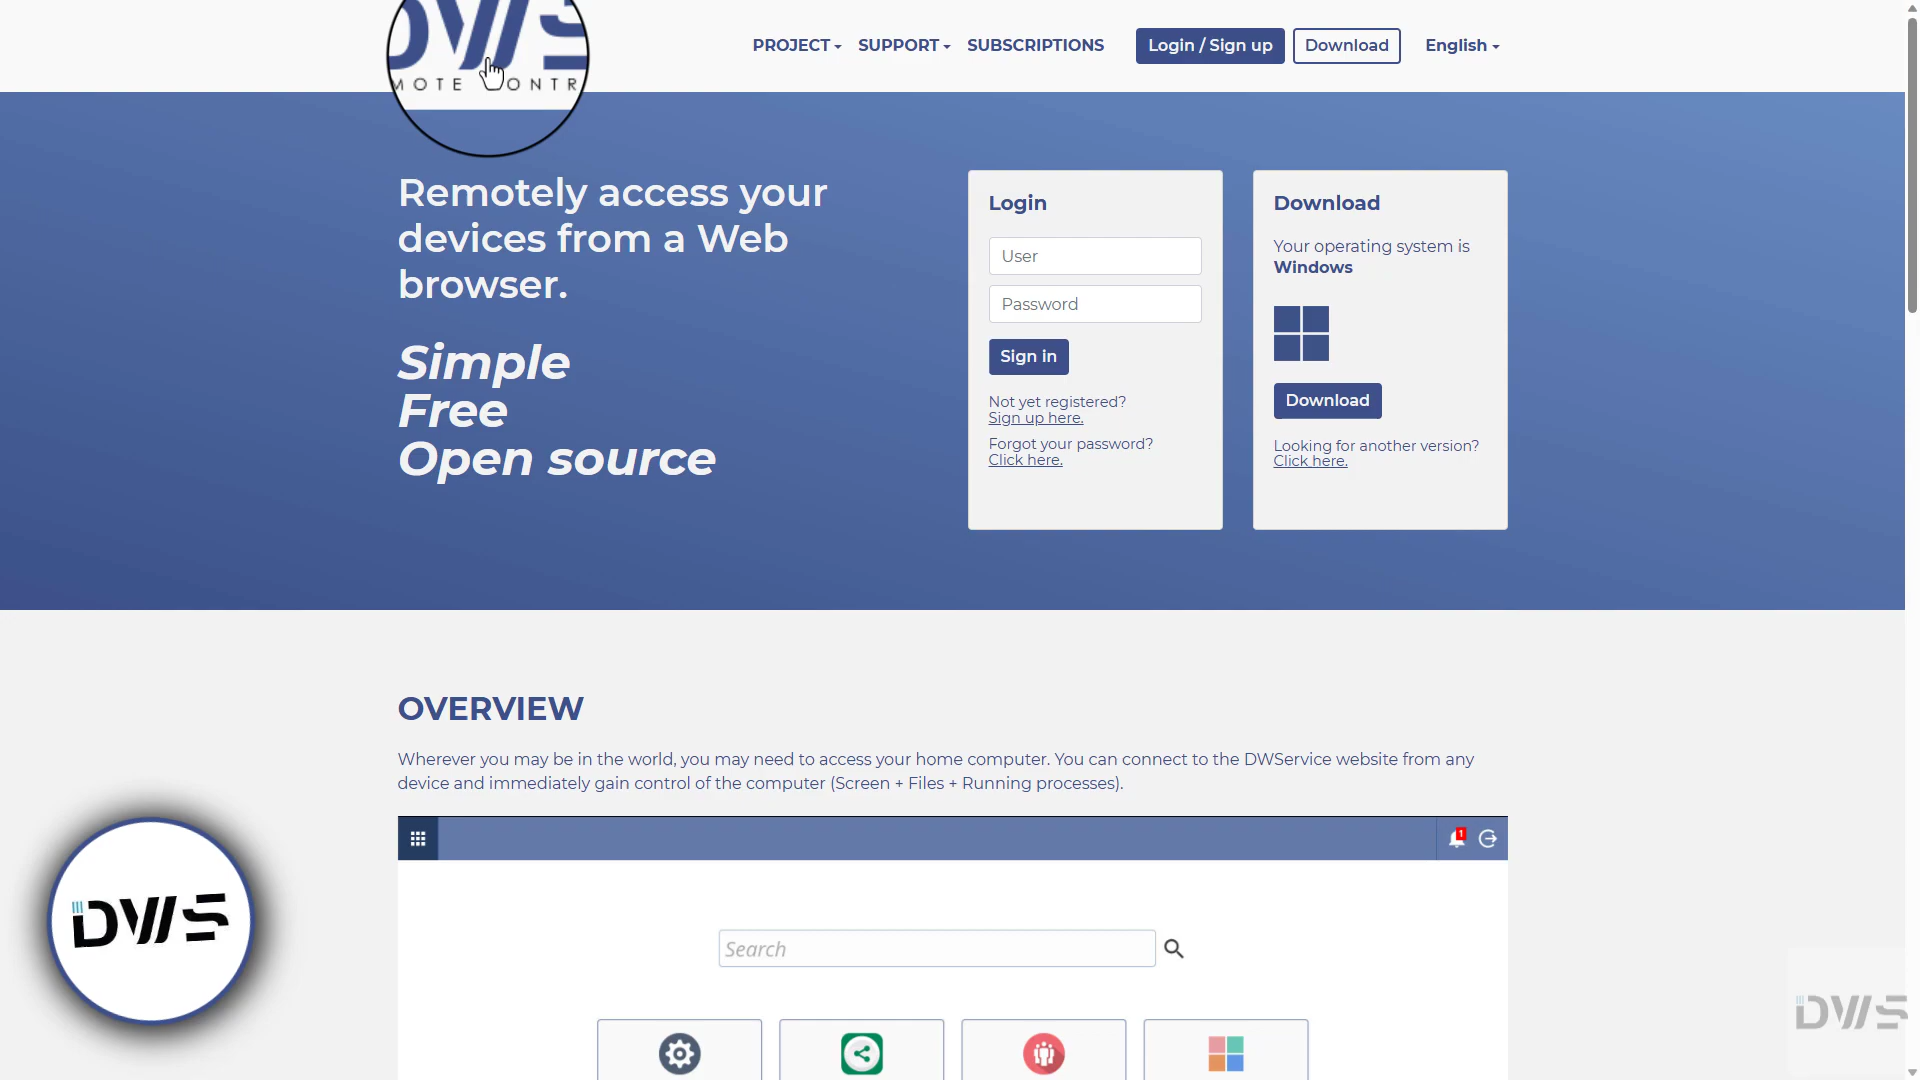 DWS
MOTE CONTR
PROJECT
SUPPORT
SUBSCRIPTIONS
Login / Sign up
Download
English
Remotely access your
devices from a Web
browser.
Simple
Free
Open source
Login
User
Password
Sign in
Not yet registered?
Sign up here.
Forgot your password?
Click here.
Download
Your operating system is
Windows
Download
Looking for another version?
Click here.
OVERVIEW
Wherever you may be in the world, you may need to access your home computer. You can connect to the DWService website from any
device and immediately gain control of the computer (Screen + Files + Running processes).
1
Search
DWS
DWS